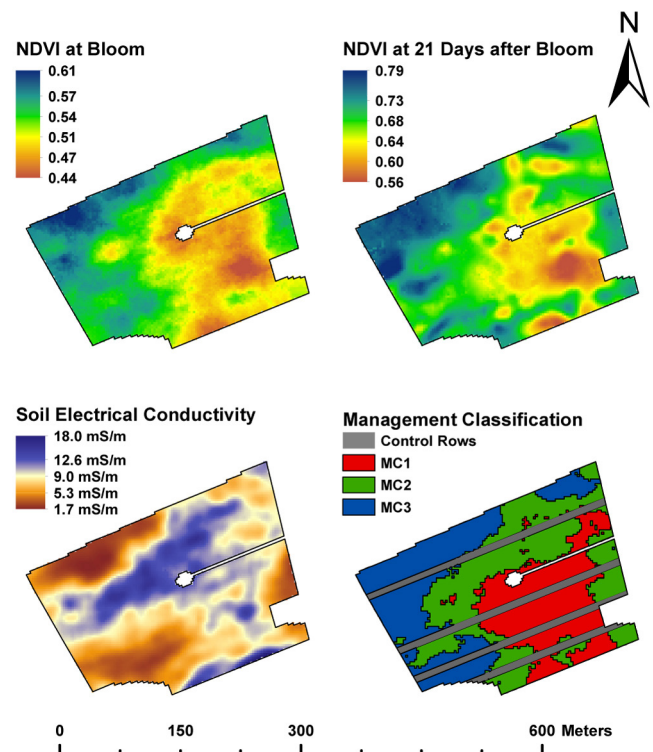 N
NDVI at Bloom
0.61
0.57
0.54
0.51
0.47
0.44
NDVI at 21 Days after Bloom
0.79
0.73
0.68
0.64
0.60
0.56
Soil Electrical Conductivity
18.0 mS/m
12.6 mS/m
9.0 mS/m
5.3 mS/m
1.7 mS/m
Management Classification
Control Rows
MC1
MC2
MC3
0 150 300 600 Meters